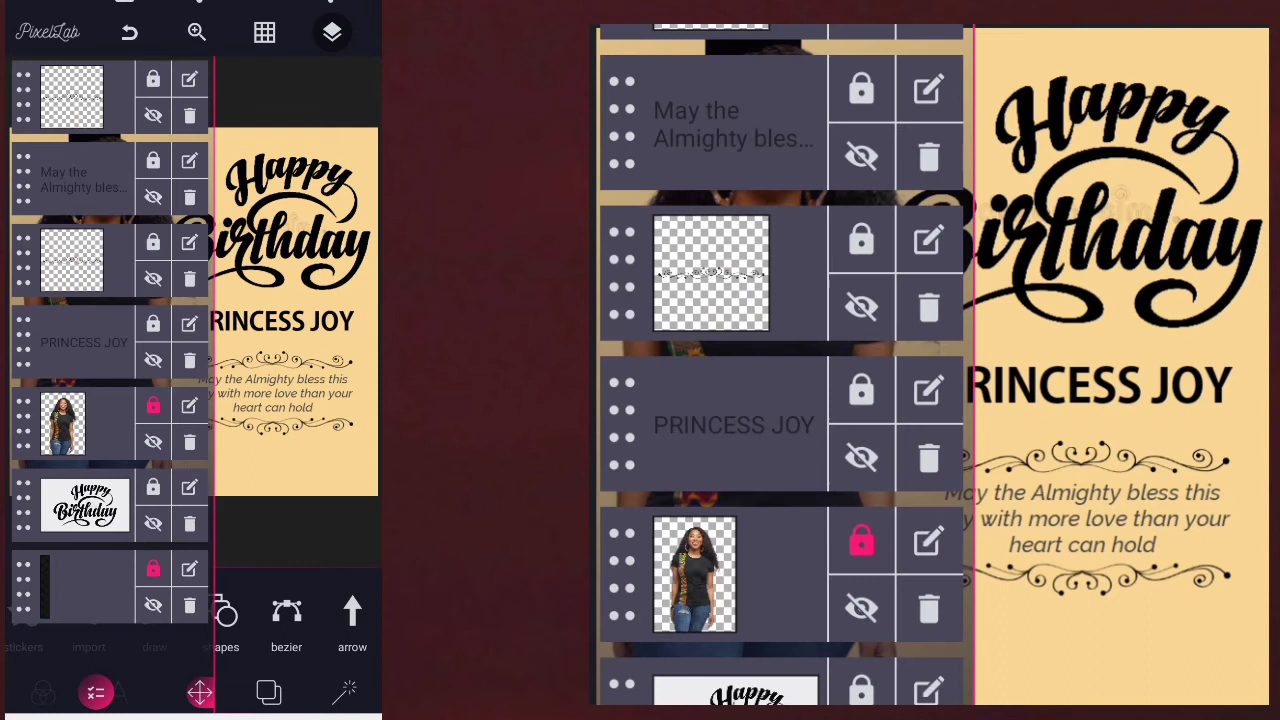 PixelLab
May the
Almighty bles...
PRINCESS JOY
Happy
Birthday
Happy
Birthday
RINCESS JOY
May the Almighty bless this
y with more love than your
heart can hold
stickers
import
draw
apes
bezier
arrow
May the
Almighty bles...
PRINCESS JOY
Happy
Happy
Birthday
RINCESS JOY
May the Almighty bless this
y with more love than your
heart can hold